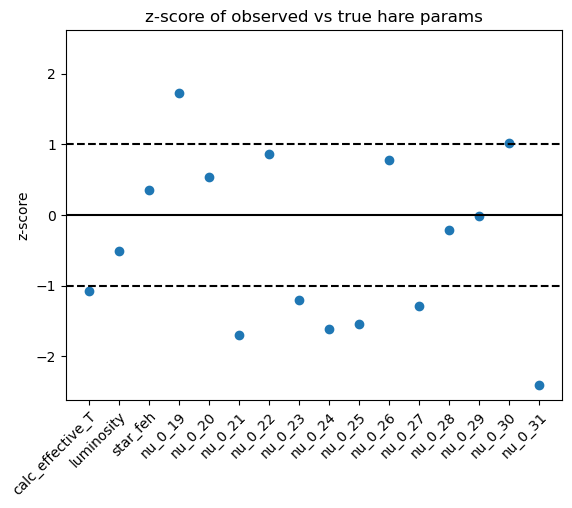 z-score of observed vs true hare params
z-score
2
1
0
−1
−2
calc_effective_T
luminosity
star_feh
nu_0_19
nu_0_20
nu_0_21
nu_0_22
nu_0_23
nu_0_24
nu_0_25
nu_0_26
nu_0_27
nu_0_28
nu_0_29
nu_0_30
nu_0_31